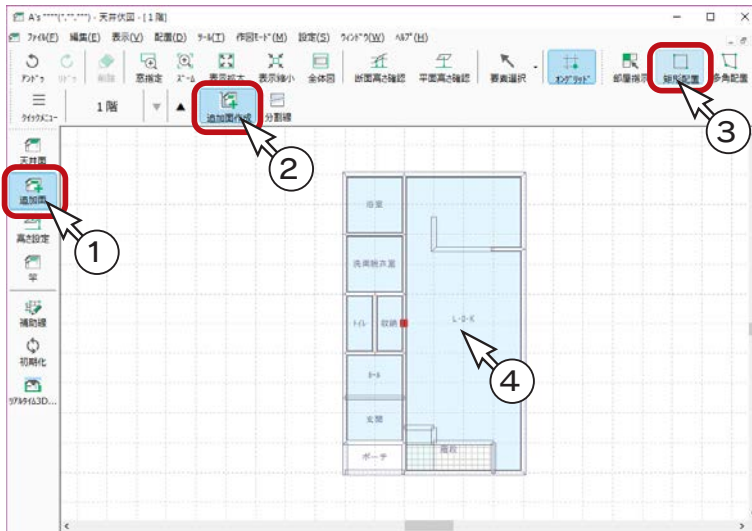 A's ****(*.**.***) - 天井伏図 - [1 階]
ﾌｧｲﾙ(F) 編集(E) 表示(V) 配置(D) ﾂｰﾙ(T) 作図ﾓｰﾄﾞ(M) 設定(S) ｳｨﾝﾄﾞｳ(W) ﾍﾙﾌﾟ(H)
ｱﾝﾄﾞｩ ﾘﾄﾞｩ 削除 窓指定 ｽﾞｰﾑ 表示拡大 表示縮小 全体図 断面高さ確認 平面高さ確認 要素選択 ｵﾝｸﾞﾘｯﾄﾞ 部屋指示 矩形配置 多角配置
ｸｲｯｸﾒﾆｭｰ 1 階 追加面作成 分割線
天井面
追加面
高さ設定
竿
補助線
初期化
ﾘｱﾙﾀｲﾑ3D...
浴室
洗面脱衣室
ﾄｲﾚ 収納 L・D・K
ﾎｰﾙ
玄関
ポーチ 階段
1
2
3
4